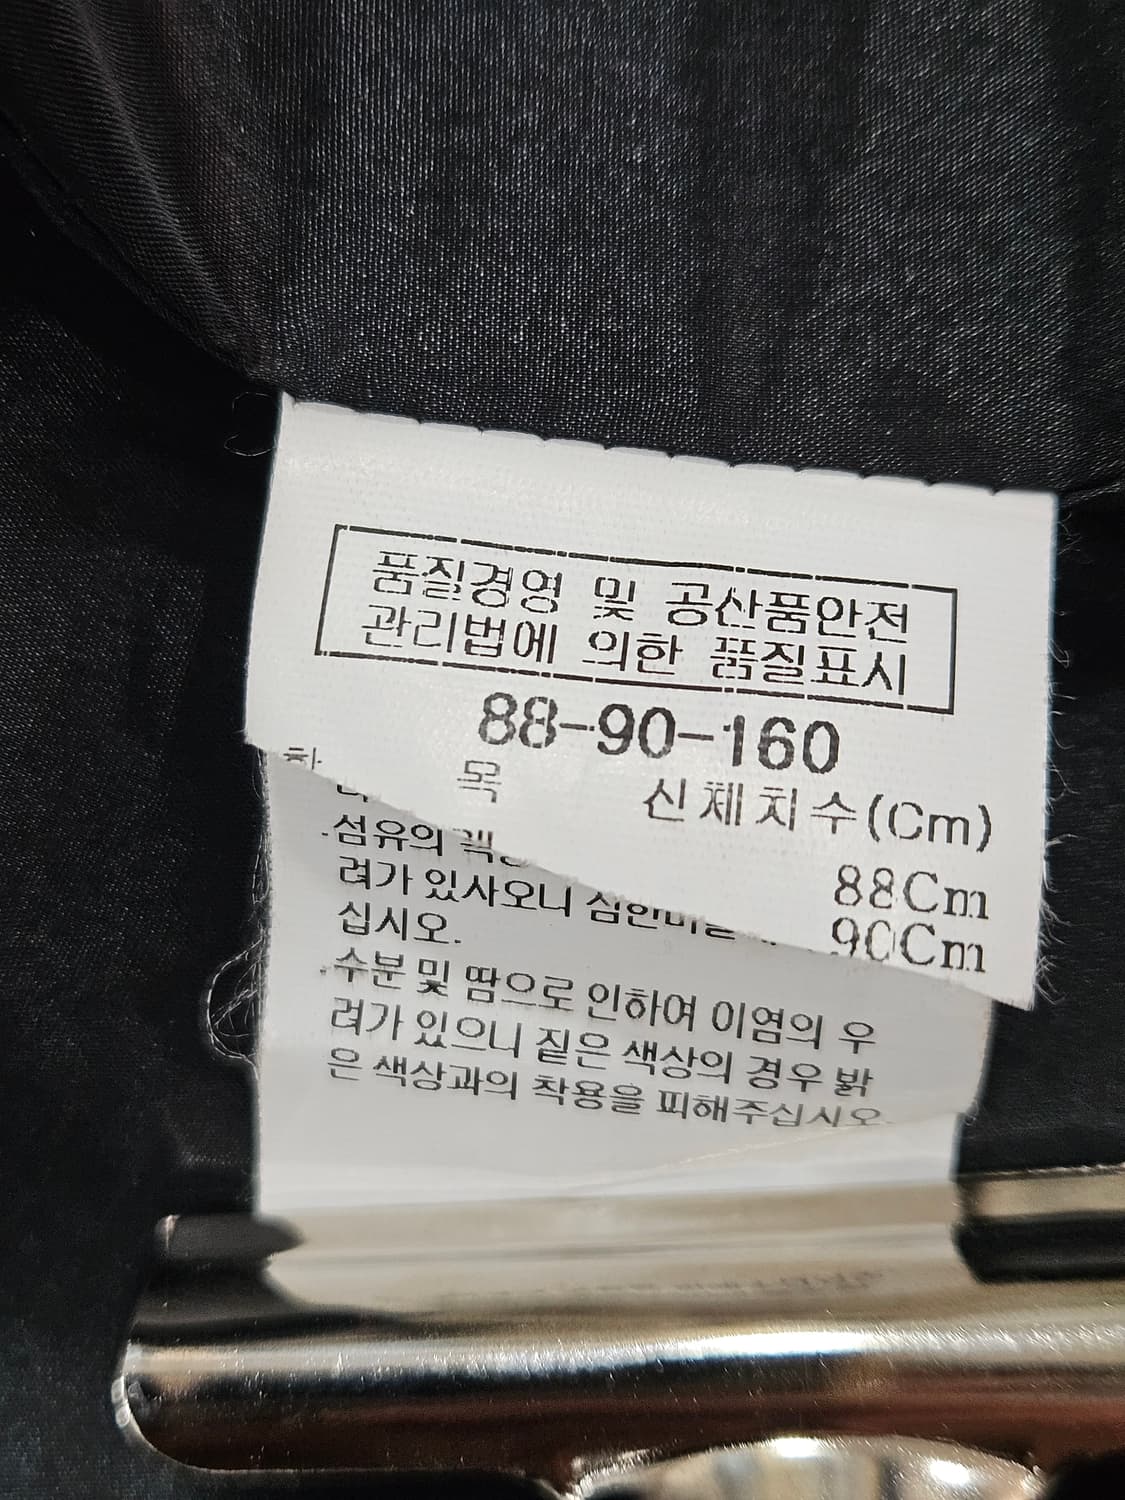 품질경영 및 공산품안전
관리법에 의한 품질표시
88-90-160
목 신체치수(Cm)
88Cm
90Cm
.섬유의
려가 있사오니
십시오.
.수분 및 땀으로 인하여 이염의 우
려가 있으니 짙은 색상의 경우 밝
은 색상과의 착용을 피해주십시오.